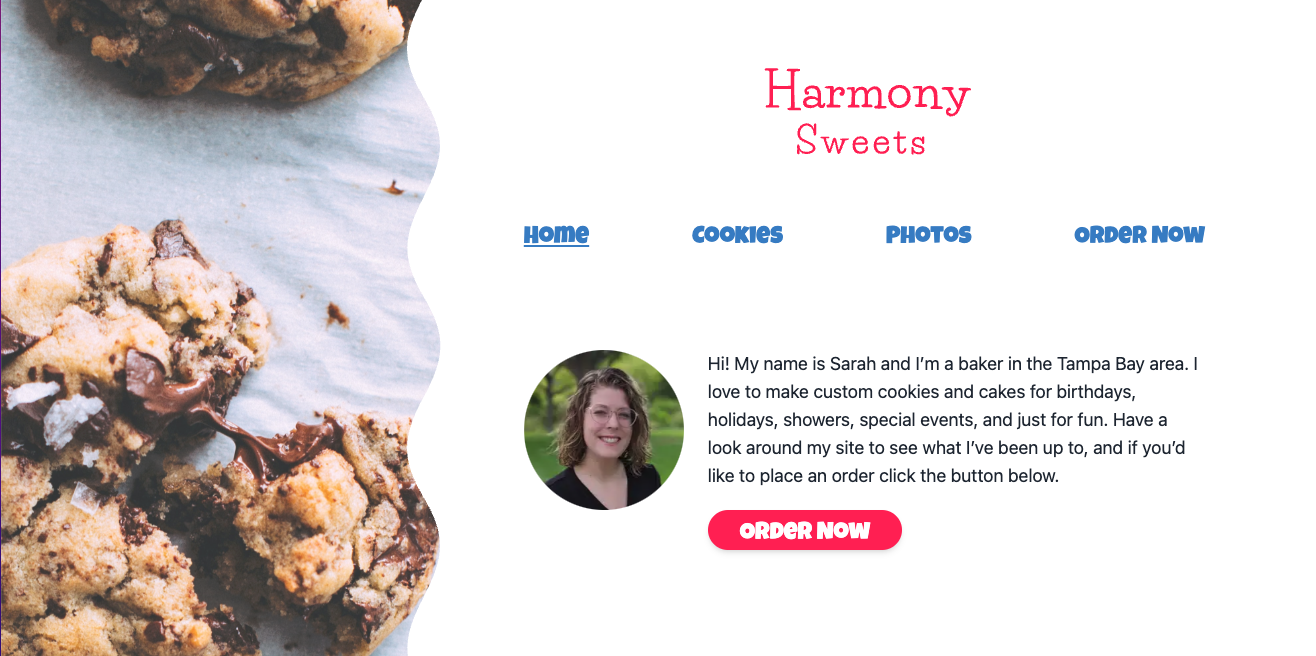 Harmony
Sweets
Home
Cookies
Photos
Order Now
Hi! My name is Sarah and I’m a baker in the Tampa Bay area. I
love to make custom cookies and cakes for birthdays,
holidays, showers, special events, and just for fun. Have a
look around my site to see what I’ve been up to, and if you’d
like to place an order click the button below.
Order Now